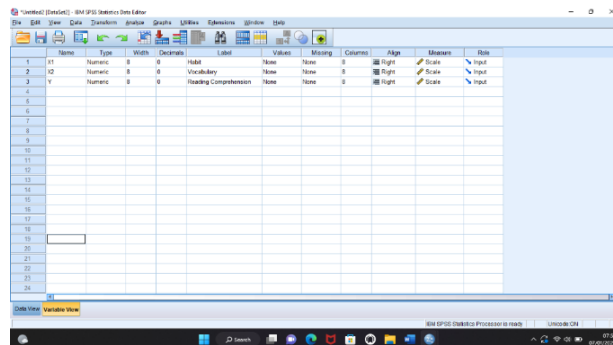 *Untitled2 [DataSet2] - IBM SPSS Statistics Data Editor
File Edit View Data Transform Analyze Graphs Utilities Extensions Window Help
Name Type Width Decimals Label Values Missing Columns Align Measure Role
1 X1 Numeric 8 0 Habit None None 8 Right Scale Input
2 X2 Numeric 8 0 Vocabulary None None 8 Right Scale Input
3 Y Numeric 8 0 Reading Comprehension None None 8 Right Scale Input
4
5
6
7
8
9
10
11
12
13
14
15
16
17
18
19
20
21
22
23
24
Data View Variable View
IBM SPSS Statistics Processor is ready Unicode:ON
Search